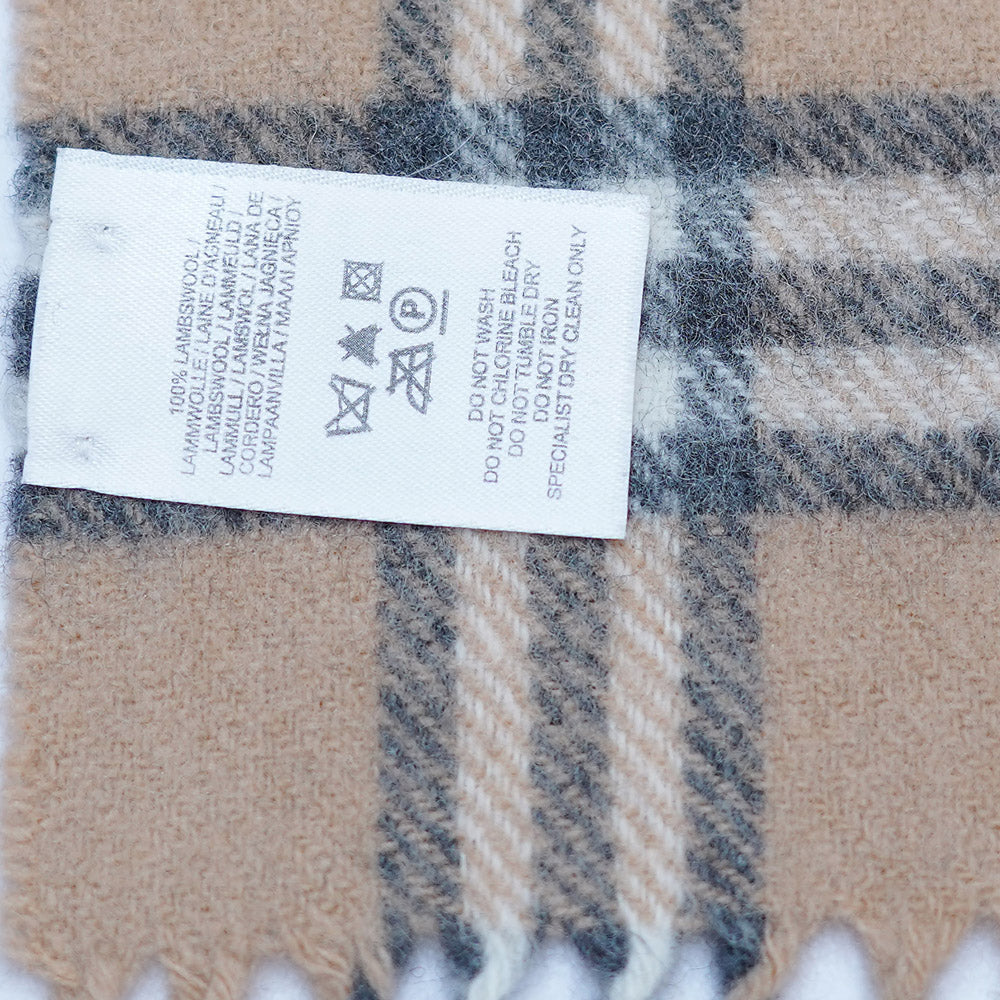 100% LAMBSWOOL /
LAMMWOLLE / LAINE D'AGNEAU /
LAMBSWOOL / LAMMEULD /
LAMMULL / LAMSWOL / LANA DE
CORDERO / WEŁNA JAGNIĘCA /
LAMPAANVILLA / ΜΑΛΛΙ ΑΡΝΙΟΥ
P
DO NOT WASH
DO NOT CHLORINE BLEACH
DO NOT TUMBLE DRY
DO NOT IRON
SPECIALIST DRY CLEAN ONLY